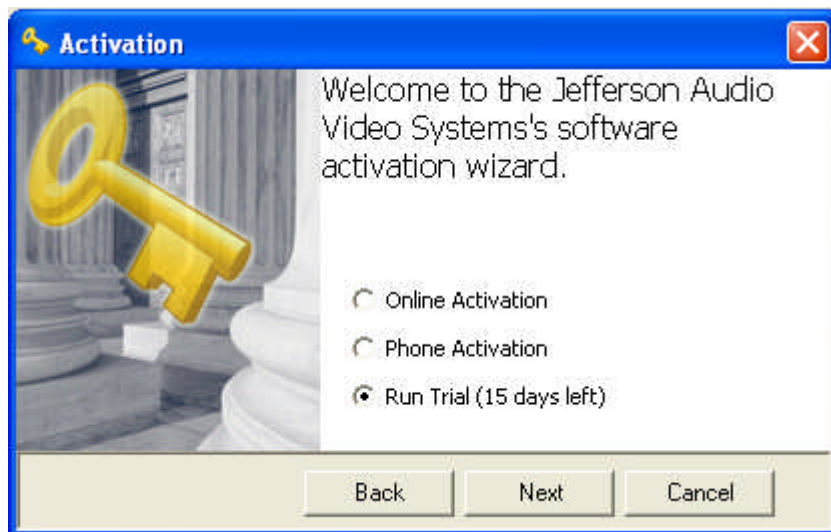 Activation
Welcome to the Jefferson Audio
Video Systems's software
activation wizard.
Online Activation
Phone Activation
Run Trial (15 days left)
Back
Next
Cancel